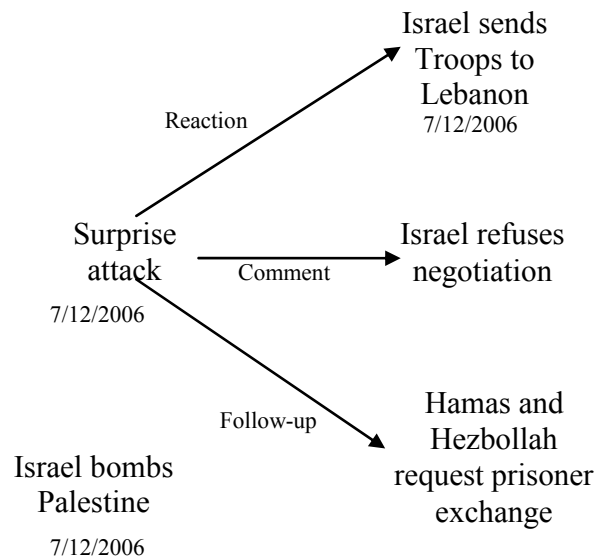 Israel sends
Troops to
Lebanon
7/12/2006
Reaction
Surprise
attack
7/12/2006
Comment
Israel refuses
negotiation
Follow-up
Hamas and
Hezbollah
request prisoner
exchange
Israel bombs
Palestine
7/12/2006